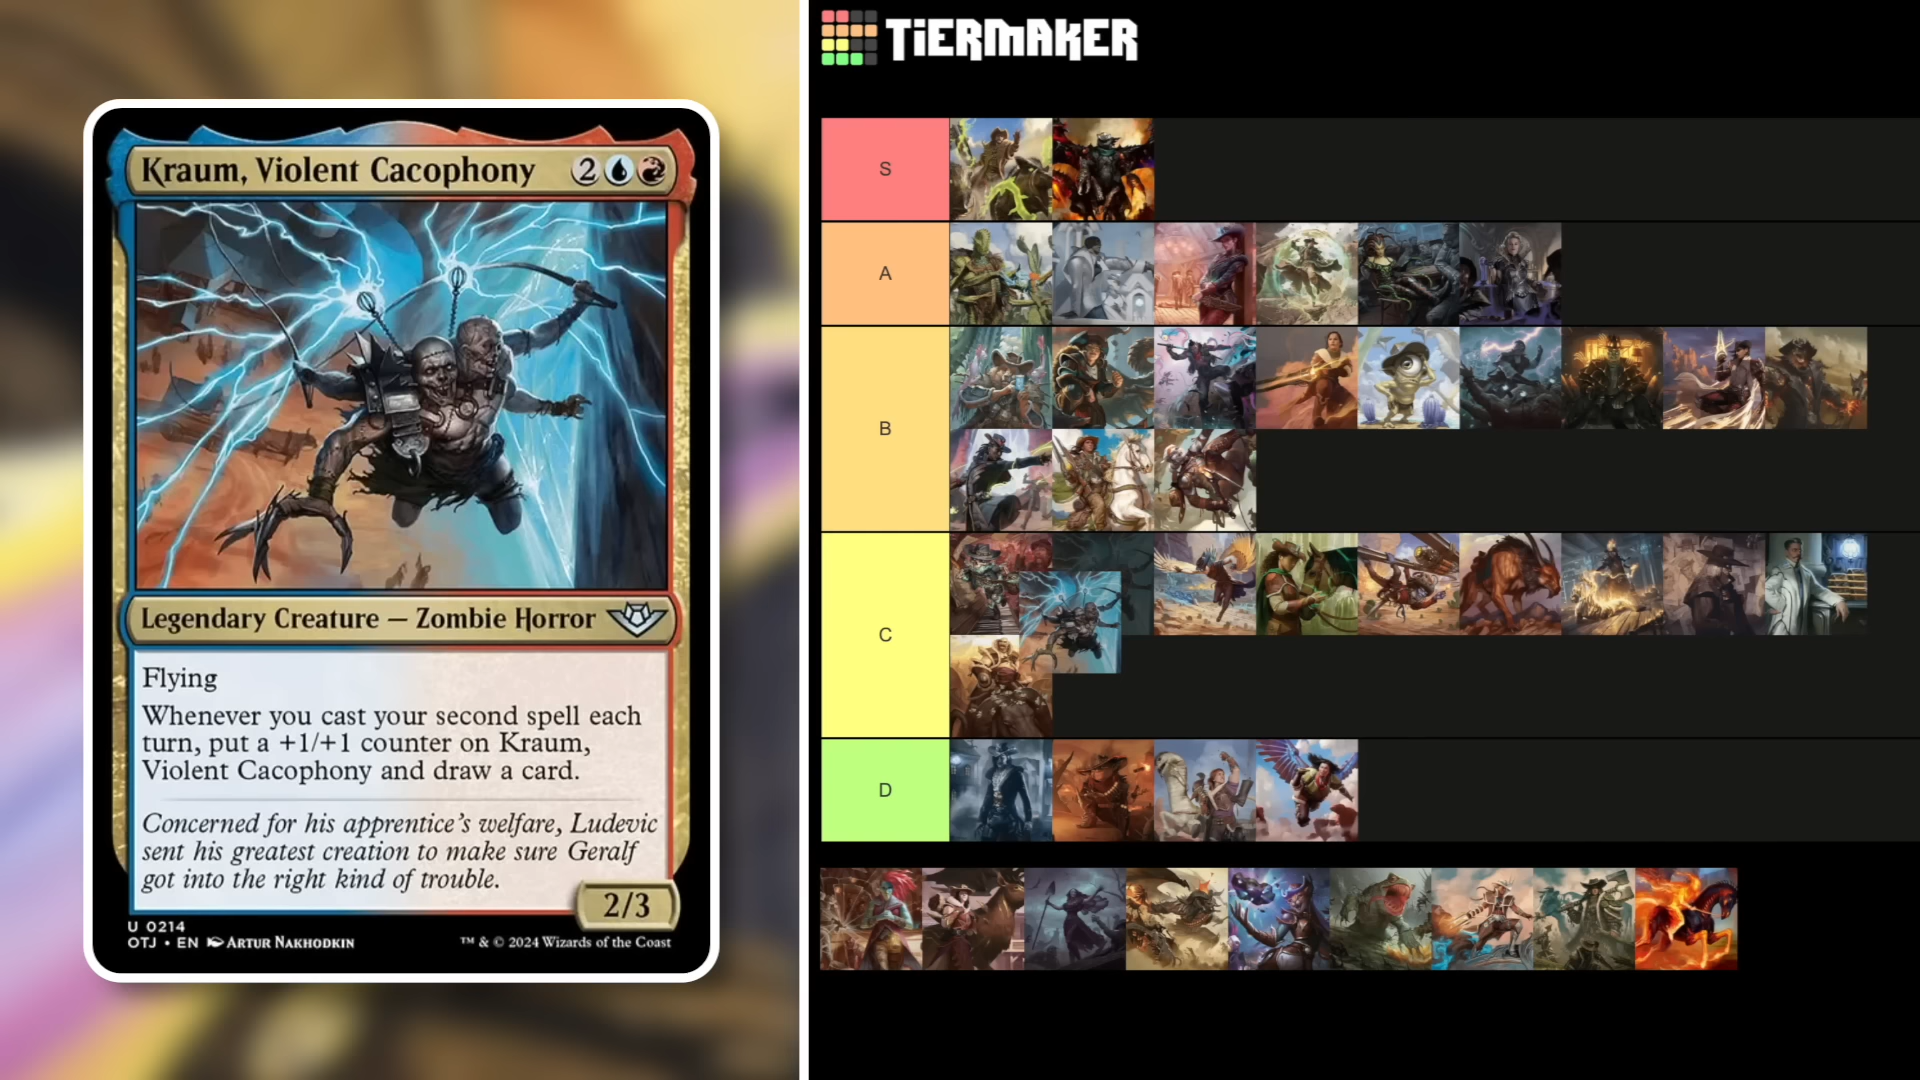 Kraum, Violent Cacophony 2
Legendary Creature — Zombie Horror
Flying
Whenever you cast your second spell each
turn, put a +1/+1 counter on Kraum,
Violent Cacophony and draw a card.
Concerned for his apprentice's welfare, Ludevic
sent his greatest creation to make sure Geralf
got into the right kind of trouble.
2/3
U 0214
OTJ • EN ARTUR NAKHODKIN
™ & © 2024 Wizards of the Coast
TiERMAKER
S
A
B
C
D